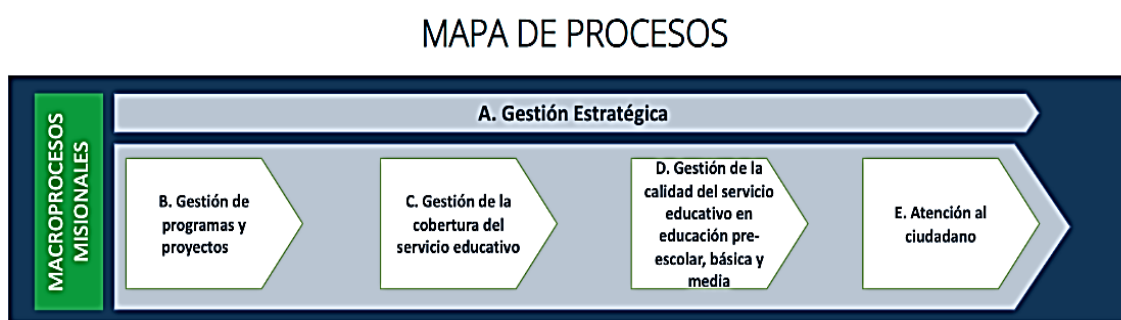 MAPA DE PROCESOS
MACROPROCESOS
MISIONALES
A. Gestión Estratégica
B. Gestión de
programas y
proyectos
C. Gestión de la
cobertura del
servicio educativo
D. Gestión de la
calidad del servicio
educativo en
educación pre-
escolar, básica y
media
E. Atención al
ciudadano